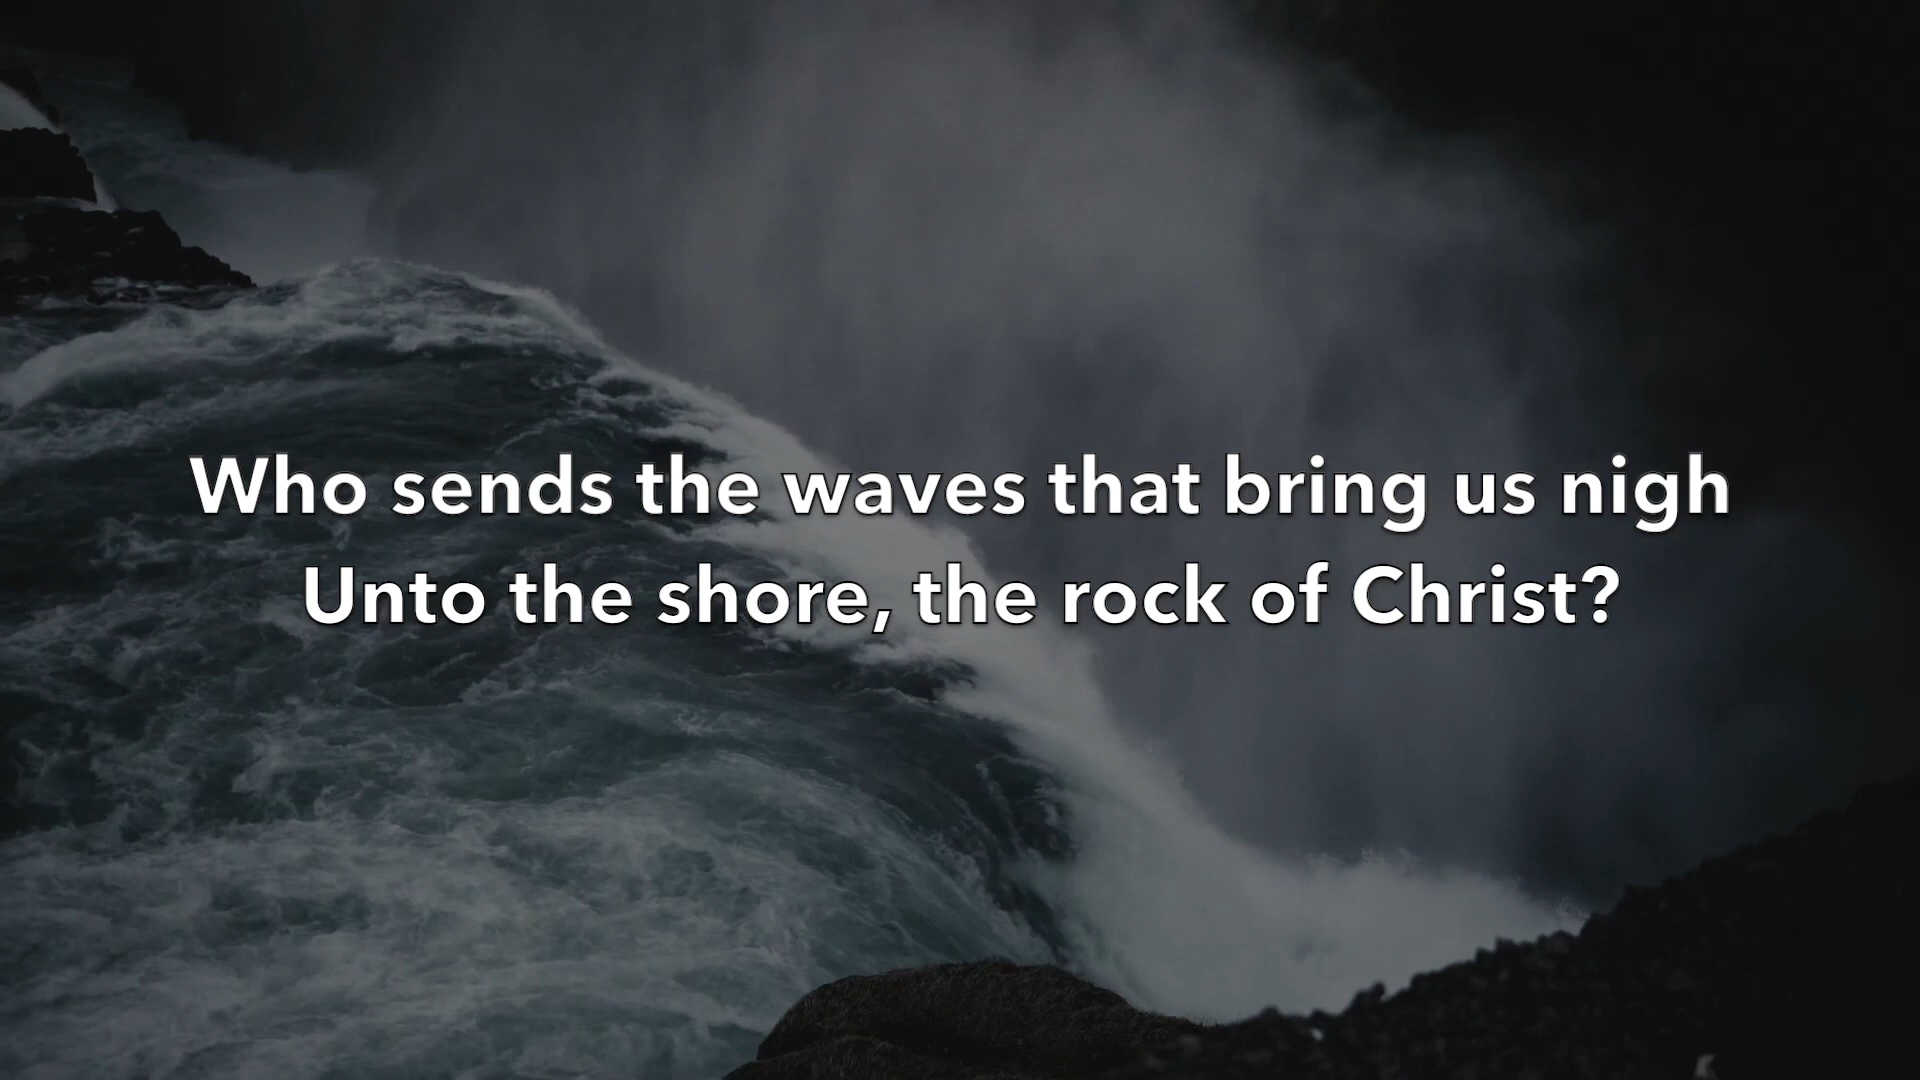 Who sends the waves that bring us nigh
Unto the shore, the rock of Christ?